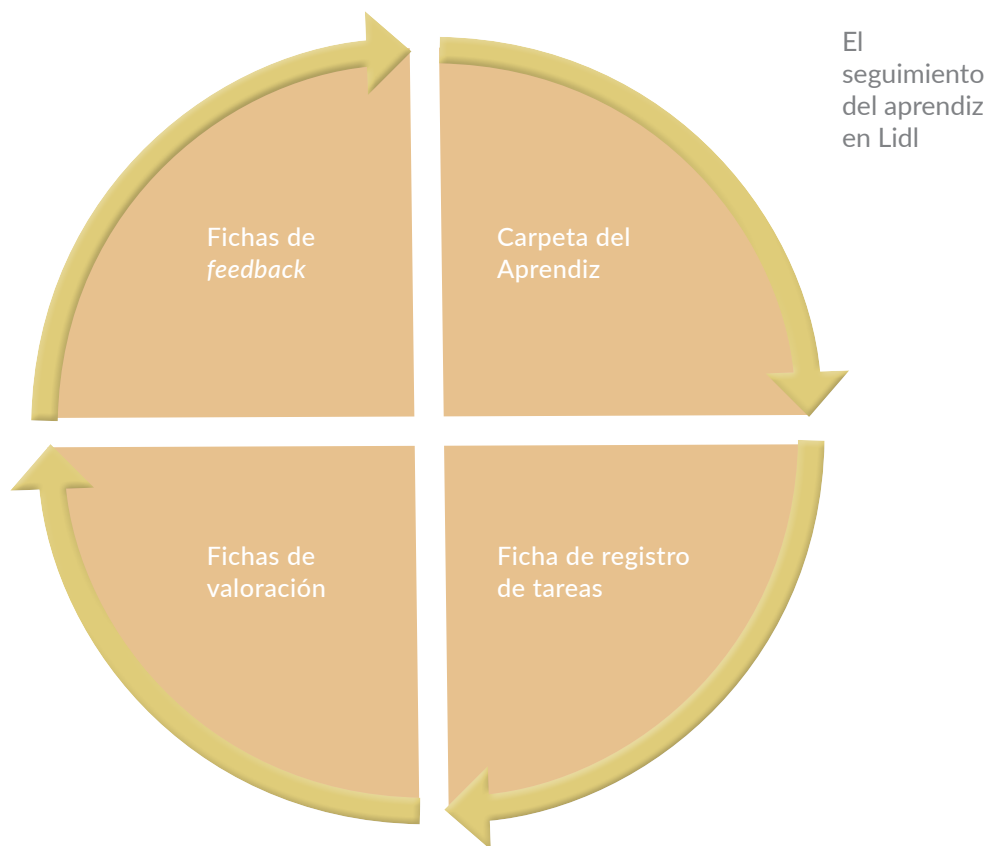 El
seguimiento
del aprendiz
en Lidl
Fichas de
feedback
Carpeta del
Aprendiz
Fichas de
valoración
Ficha de registro
de tareas